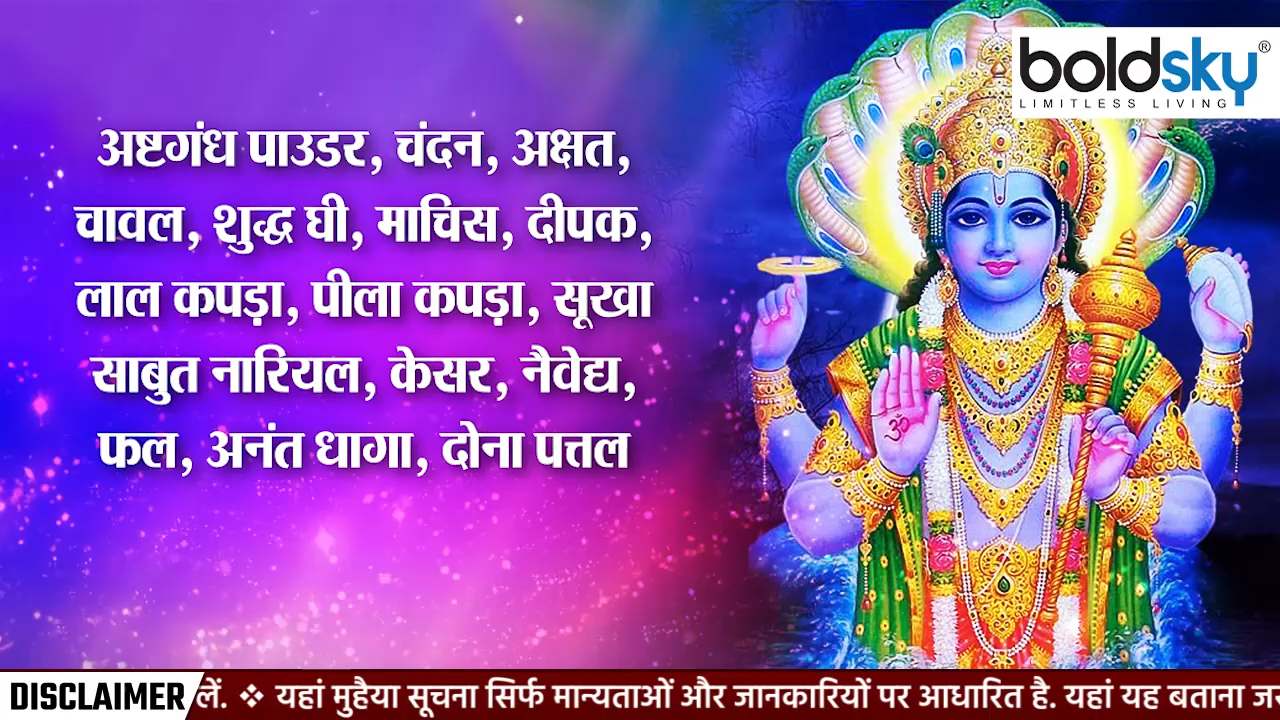 boldsky®
LIMITLESS LIVING
अष्टगंध पाउडर, चंदन, अक्षत,
चावल, शुद्ध घी, माचिस, दीपक,
लाल कपड़ा, पीला कपड़ा, सूखा
साबुत नारियल, केसर, नैवेद्य,
फल, अनंत धागा, दोना पत्तल
ॐ
DISCLAIMER लें. ❖ यहां मुहैया सूचना सिर्फ मान्यताओं और जानकारियों पर आधारित है. यहां यह बताना ज